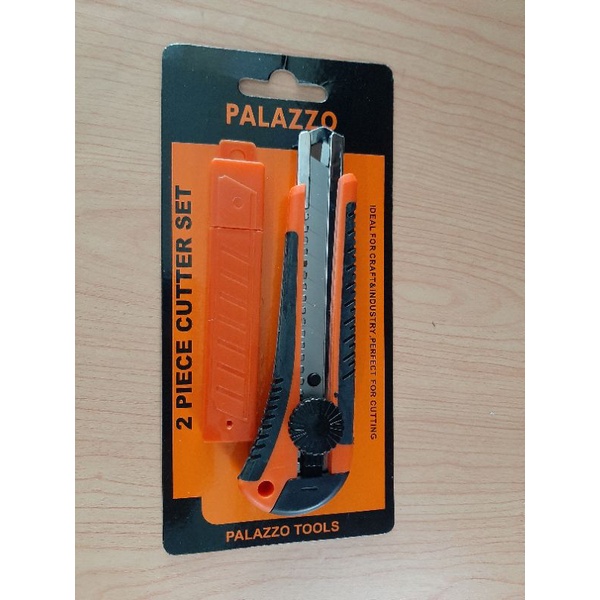 PALAZZO
2 PIECE CUTTER SET
IDEAL FOR CRAFT&INDUSTRY,PERFECT FOR CUTTING
PALAZZO TOOLS